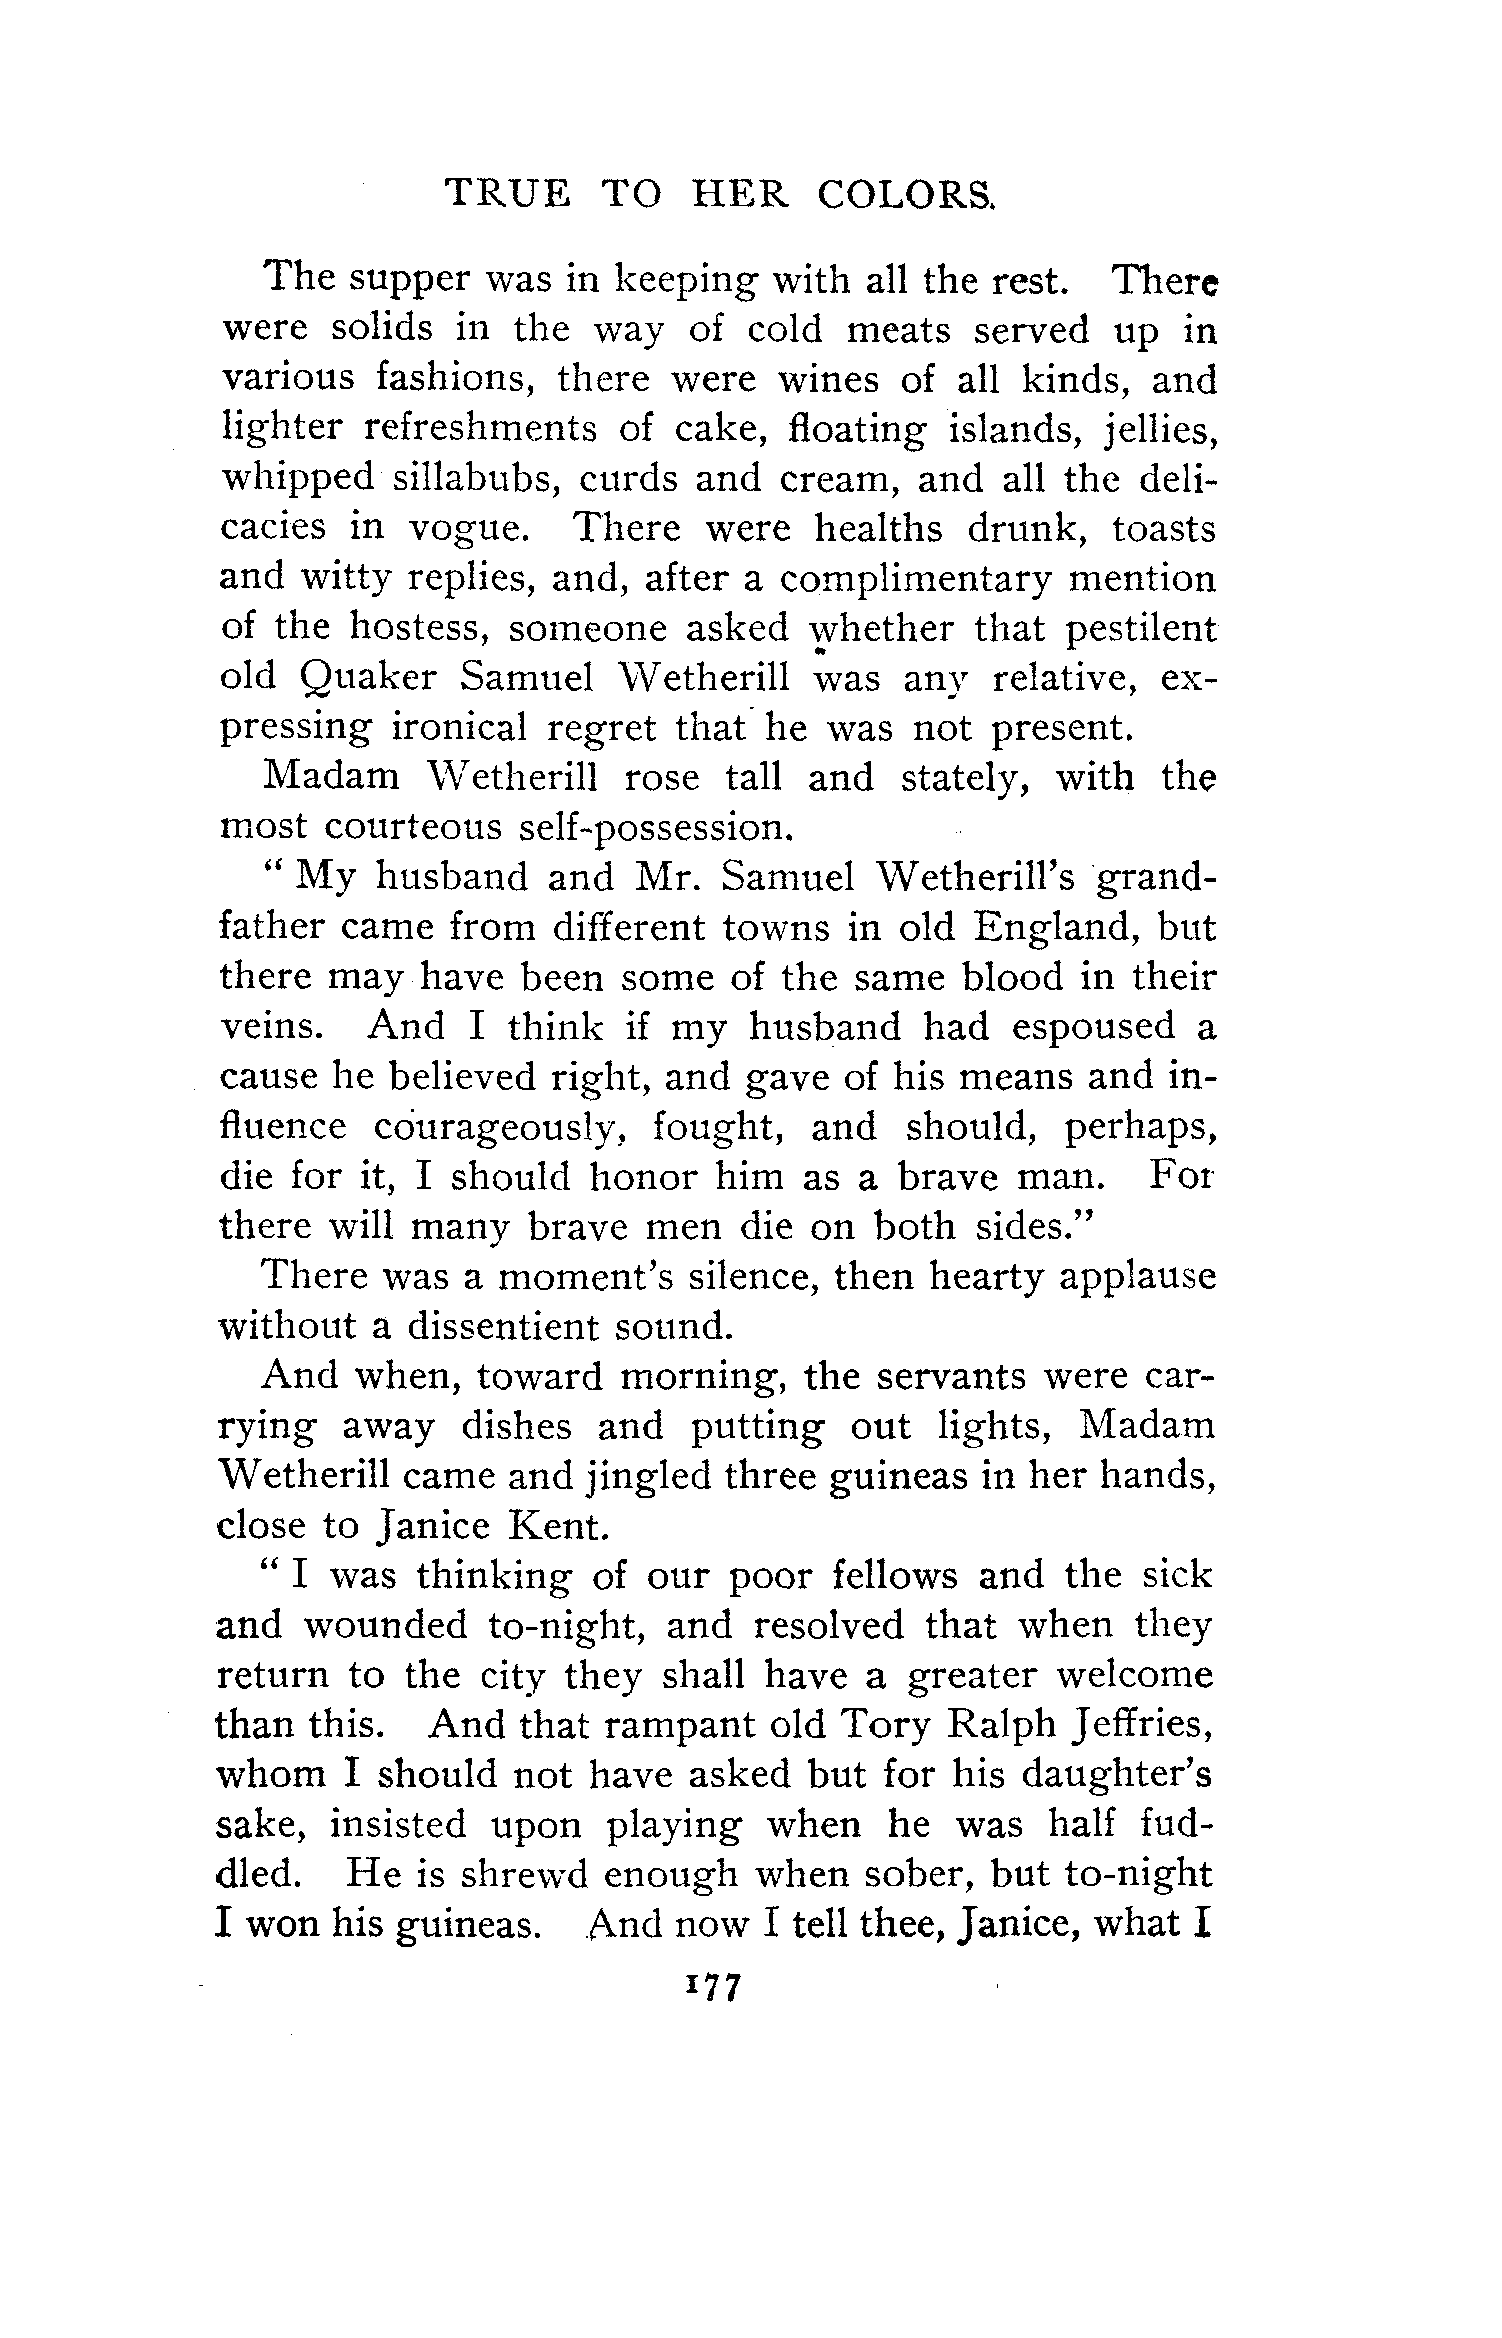 TRUE TO HER COLORS.
The supper was in keeping with all the rest. There
were solids in the way of cold meats served up in
various fashions, there were wines of all kinds, and
lighter refreshments of cake, floating islands, jellies,
whipped sillabubs, curds and cream, and all the deli-
cacies in vogue. There were healths drunk, toasts
and witty replies, and, after a complimentary mention
of the hostess, someone asked whether that pestilent
old Quaker Samuel Wetherill was any relative, ex-
pressing ironical regret that he was not present.
Madam Wetherill rose tall and stately, with the
most courteous self-possession.
" My husband and Mr. Samuel Wetherill's grand-
father came from different towns in old England, but
there may have been some of the same blood in their
veins. And I think if my husband had espoused a
cause he believed right, and gave of his means and in-
fluence courageously, fought, and should, perhaps,
die for it, I should honor him as a brave man. For
there will many brave men die on both sides."
There was a moment's silence, then hearty applause
without a dissentient sound.
And when, toward morning, the servants were car-
rying away dishes and putting out lights, Madam
Wetherill came and jingled three guineas in her hands,
close to Janice Kent.
" I was thinking of our poor fellows and the sick
and wounded to-night, and resolved that when they
return to the city they shall have a greater welcome
than this. And that rampant old Tory Ralph Jeffries,
whom I should not have asked but for his daughter's
sake, insisted upon playing when he was half fud-
dled. He is shrewd enough when sober, but to-night
I won his guineas. And now I tell thee, Janice, what I
177